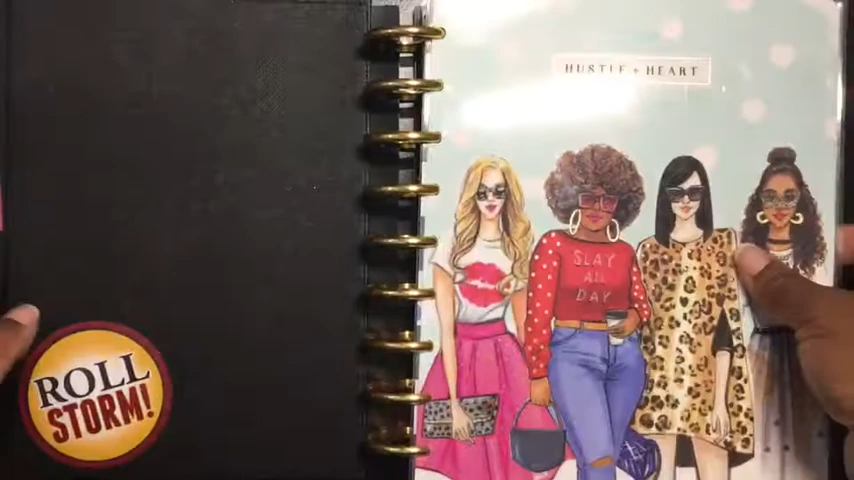 HUSTLE + HEART
SLAY
ALL
DAY
ROLL
STORM!